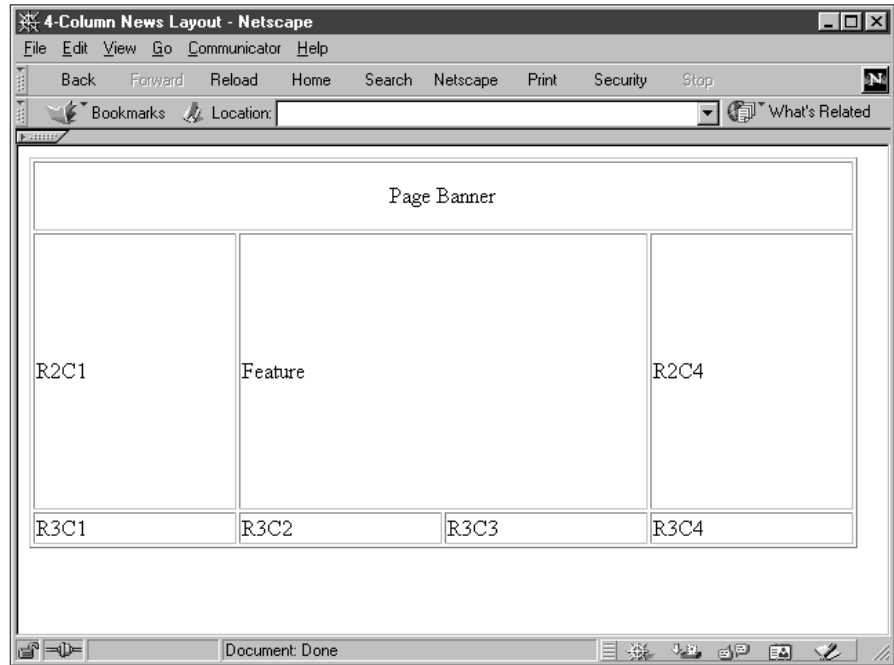 4-Column News Layout - Netscape
File Edit View Go Communicator Help
Back Forward Reload Home Search Netscape Print Security Stop N
Bookmarks Location: What's Related
Page Banner
R2C1 Feature R2C4
R3C1 R3C2 R3C3 R3C4
Document: Done